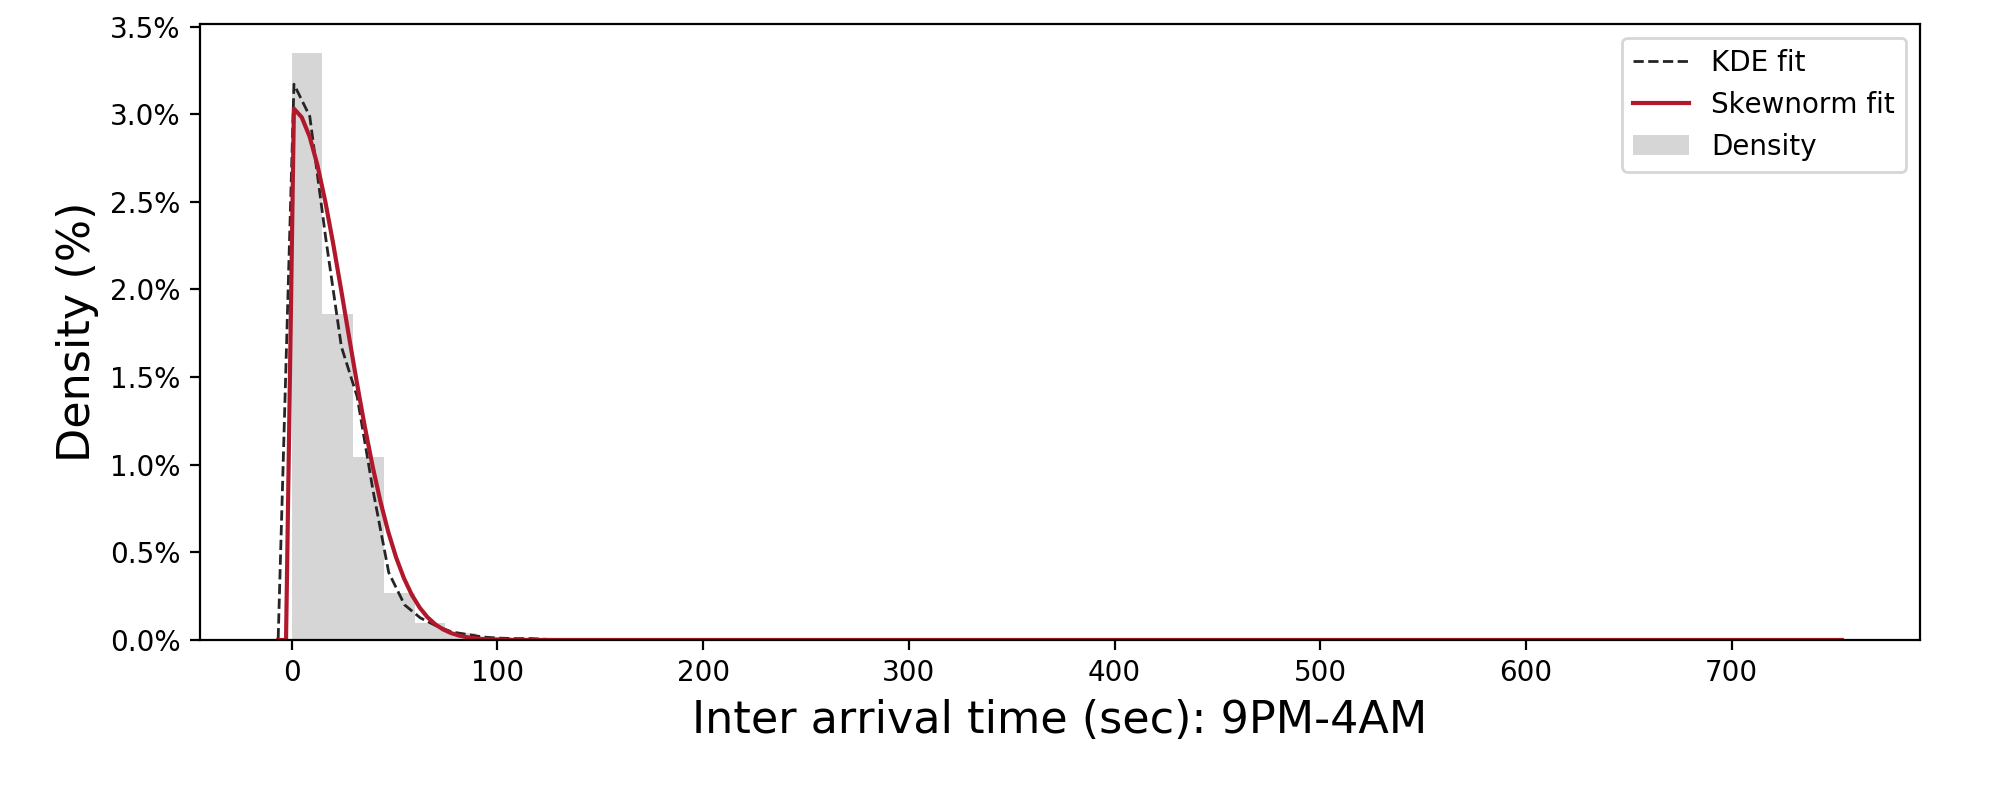 3.5%
3.0%
2.5%
2.0%
1.5%
1.0%
0.5%
0.0%
Density (%)
KDE fit
Skewnorm fit
Density
0 100 200 300 400 500 600 700
Inter arrival time (sec): 9PM-4AM